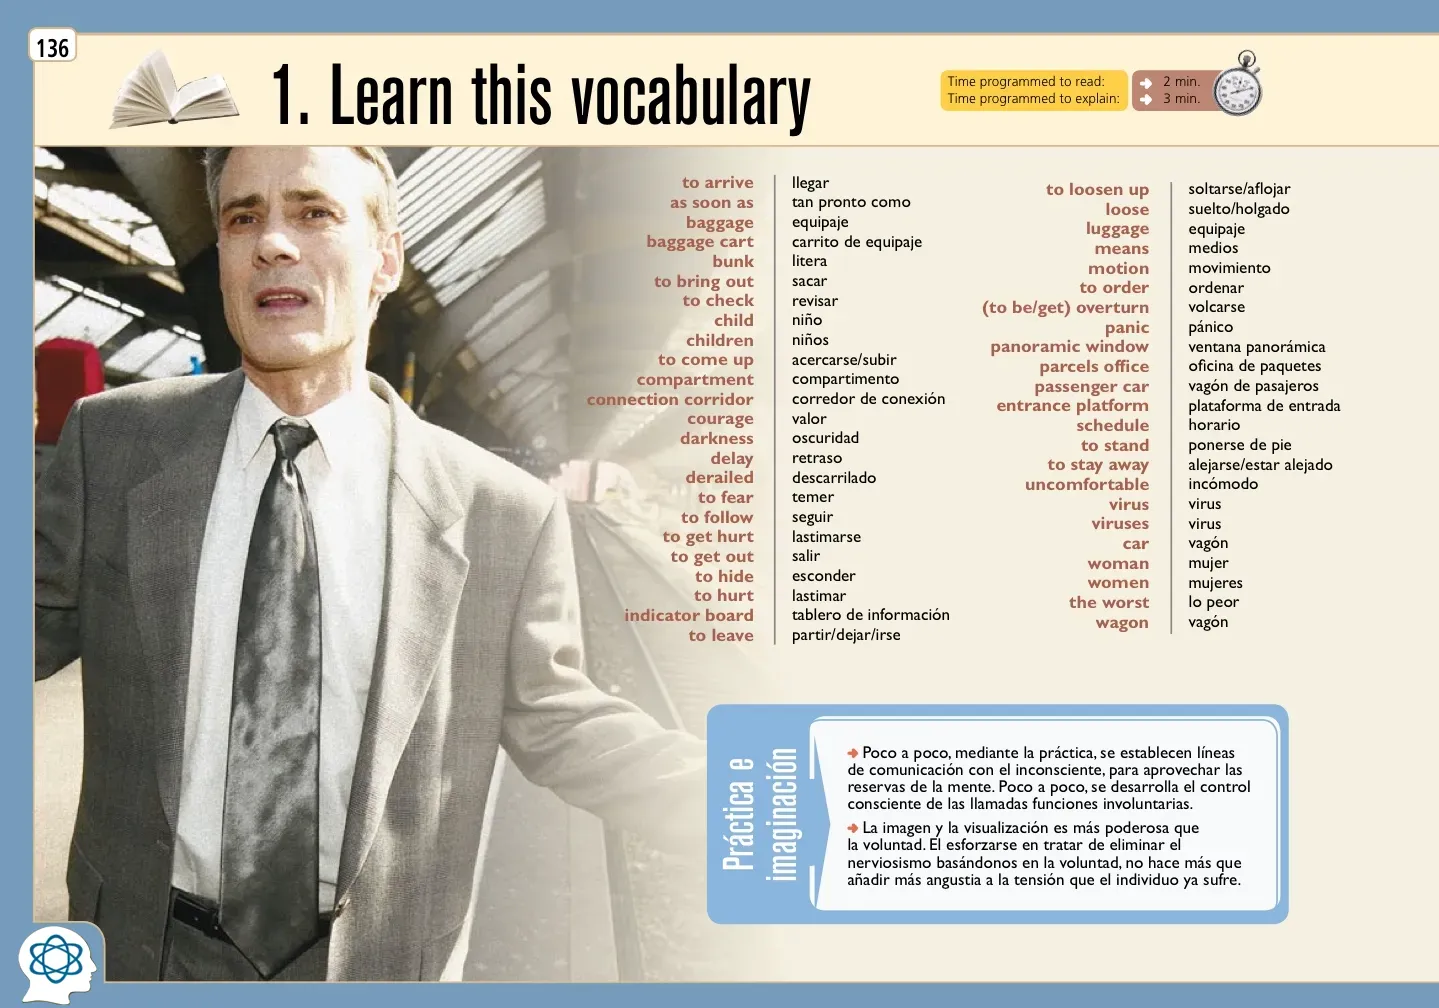 136
1. Learn this vocabulary
Time programmed to read: 2 min.
Time programmed to explain: 3 min.
to arrive llegar
as soon as tan pronto como
baggage equipaje
baggage cart carrito de equipaje
bunk litera
to bring out sacar
to check revisar
child niño
children niños
to come up acercarse/subir
compartment compartimento
connection corridor corredor de conexión
courage valor
darkness oscuridad
delay retraso
derailed descarrilado
to fear temer
to follow seguir
to get hurt lastimarse
to get out salir
to hide esconder
to hurt lastimar
indicator board tablero de información
to leave partir/dejar/irse
to loosen up soltarse/aflojar
loose suelto/holgado
luggage equipaje
means medios
motion movimiento
to order ordenar
(to be/get) overturn volcarse
panic pánico
panoramic window ventana panorámica
parcels office oficina de paquetes
passenger car vagón de pasajeros
entrance platform plataforma de entrada
schedule horario
to stand ponerse de pie
to stay away alejarse/estar alejado
uncomfortable incómodo
virus virus
viruses virus
car vagón
woman mujer
women mujeres
the worst lo peor
wagon vagón
Práctica e
imaginación
Poco a poco, mediante la práctica, se establecen líneas
de comunicación con el inconsciente, para aprovechar las
reservas de la mente. Poco a poco, se desarrolla el control
consciente de las llamadas funciones involuntarias.
La imagen y la visualización es más poderosa que
la voluntad. El esforzarse en tratar de eliminar el
nerviosismo basándonos en la voluntad, no hace más que
añadir más angustia a la tensión que el individuo ya sufre.